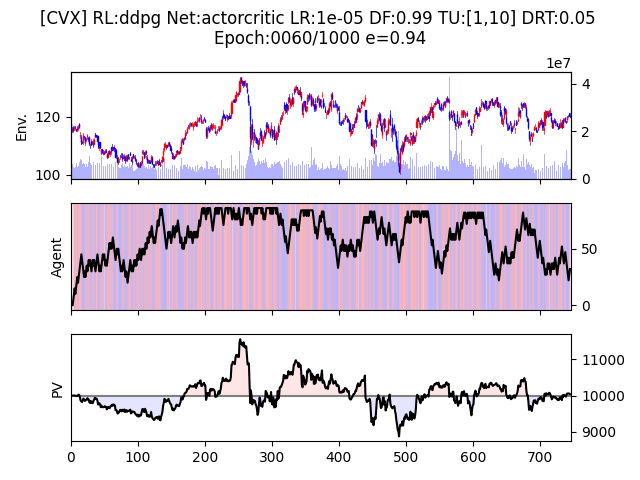 [CVX] RL:ddpg Net:actorcritic LR:1e-05 DF:0.99 TU:[1,10] DRT:0.05
Epoch:0060/1000 e=0.94
1e7
Env.
120
100
4
2
0
Agent
50
0
PV
11000
10000
9000
0 100 200 300 400 500 600 700